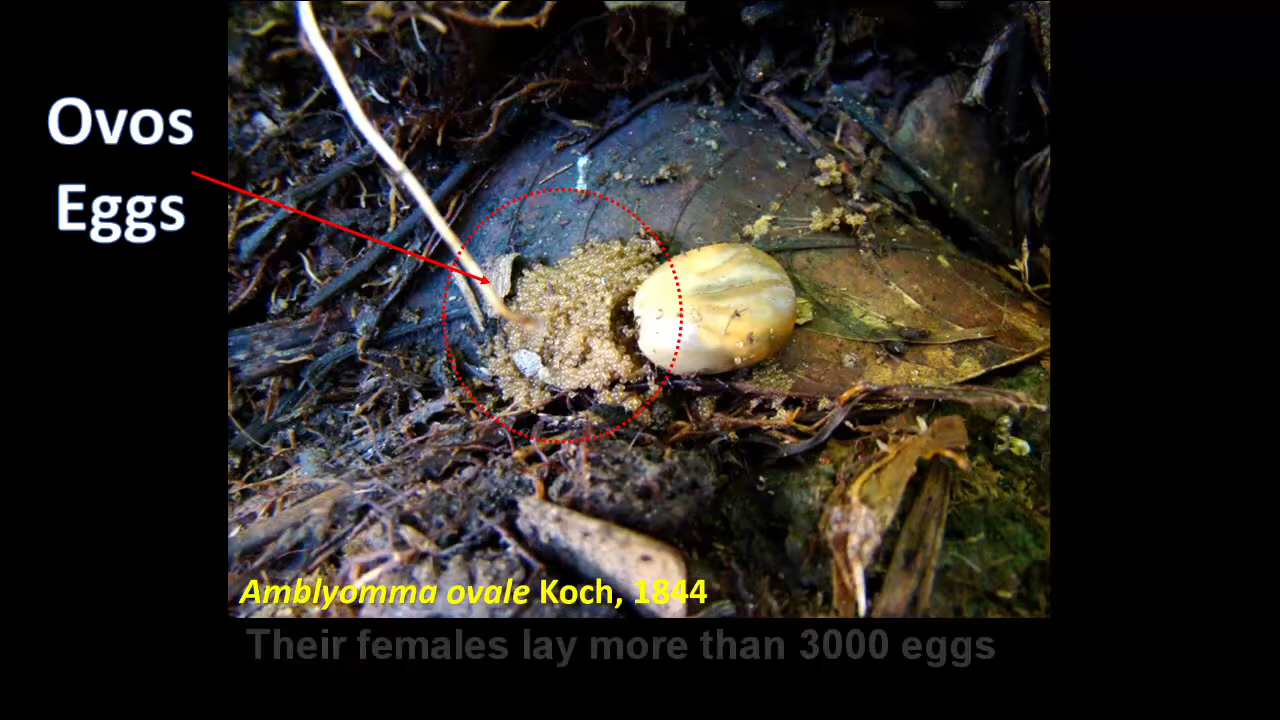 Ovos
Eggs
Amblyomma ovale Koch, 1844
Their females lay more than 3000 eggs